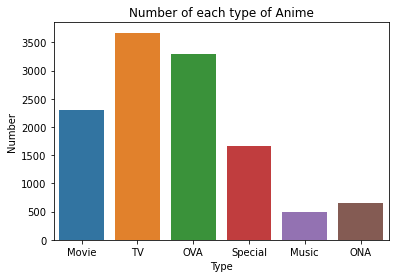 Number of each type of Anime
Number
3500
3000
2500
2000
1500
1000
500
0
Movie TV OVA Special Music ONA
Type